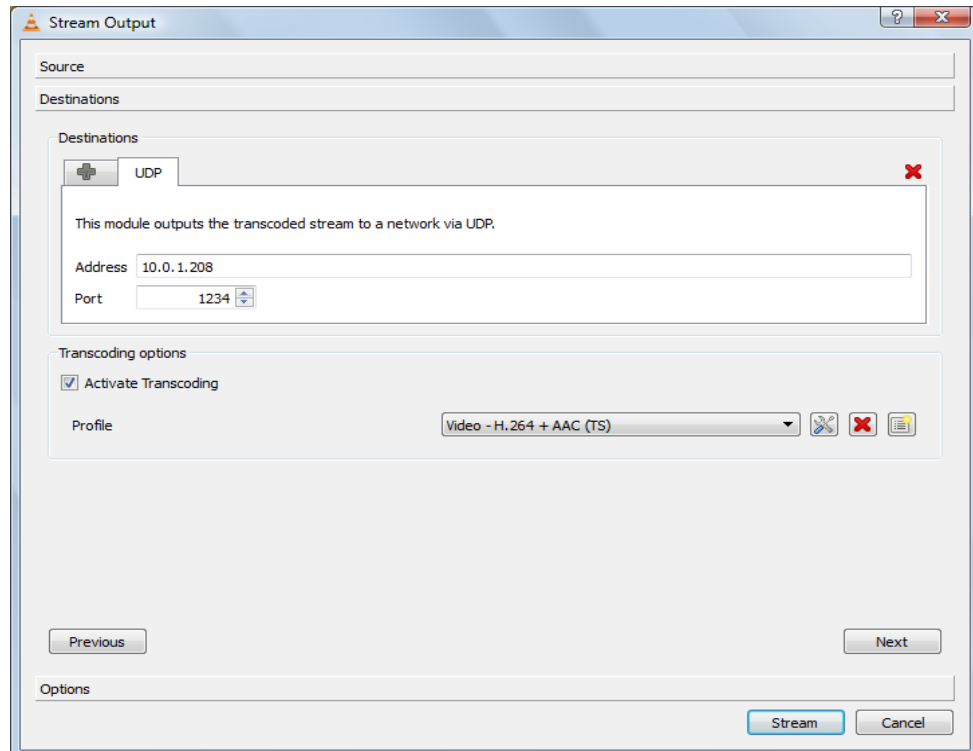 Stream Output
Source
Destinations
Destinations
UDP
This module outputs the transcoded stream to a network via UDP.
Address 10.0.1.208
Port 1234
Transcoding options
Activate Transcoding
Profile Video - H.264 + AAC (TS)
Previous Next
Options
Stream Cancel